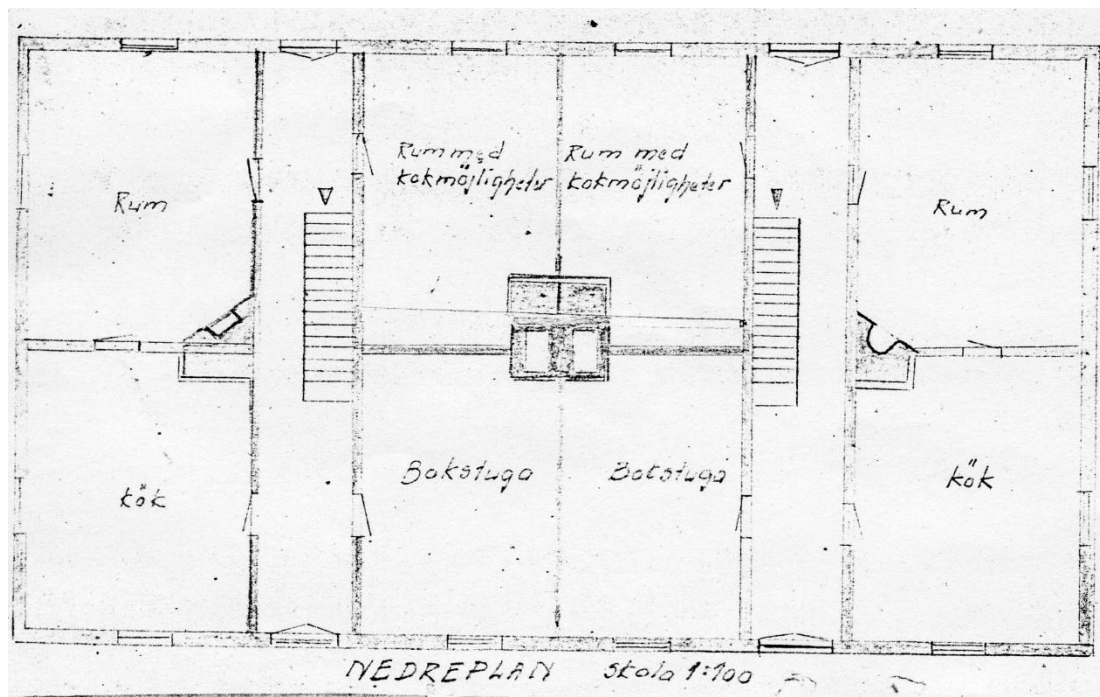 Rum med
kokmöjligheter
Rum med
kokmöjligheter
Rum
Rum
Kök
Bakstuga
Bakstuga
Kök
NEDREPLAN skala 1:100